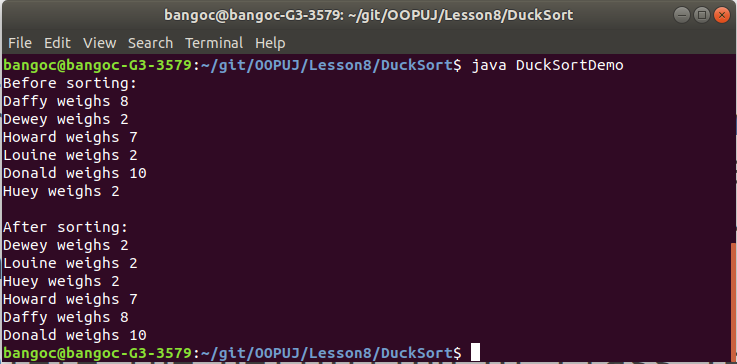 bangoc@bangoc-G3-3579: ~/git/OOPUJ/Lesson8/DuckSort
File Edit View Search Terminal Help
bangoc@bangoc-G3-3579:~/git/OOPUJ/Lesson8/DuckSort$ java DuckSortDemo
Before sorting:
Daffy weighs 8
Dewey weighs 2
Howard weighs 7
Louine weighs 2
Donald weighs 10
Huey weighs 2
After sorting:
Dewey weighs 2
Louine weighs 2
Huey weighs 2
Howard weighs 7
Daffy weighs 8
Donald weighs 10
bangoc@bangoc-G3-3579:~/git/OOPUJ/Lesson8/DuckSort$